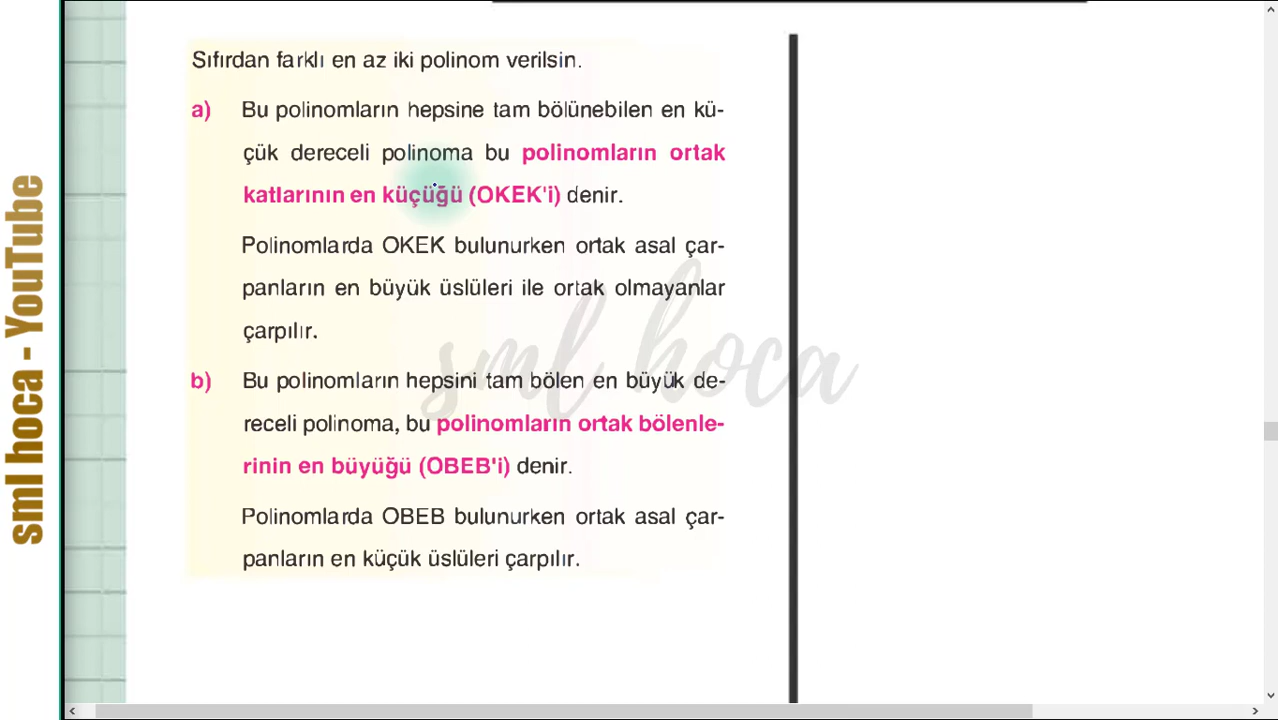 sml hoca - YouTube
Sıfırdan farklı en az iki polinom verilsin.
a) Bu polinomların hepsine tam bölünebilen en kü-
çük dereceli polinoma bu polinomların ortak
katlarının en küçüğü (OKEK'i) denir.
Polinomlarda OKEK bulunurken ortak asal çar-
panların en büyük üslüleri ile ortak olmayanlar
çarpılır.
sml hoca
b) Bu polinomların hepsini tam bölen en büyük de-
receli polinoma, bu polinomların ortak bölenle-
rinin en büyüğü (OBEB'i) denir.
Polinomlarda OBEB bulunurken ortak asal çar-
panların en küçük üslüleri çarpılır.